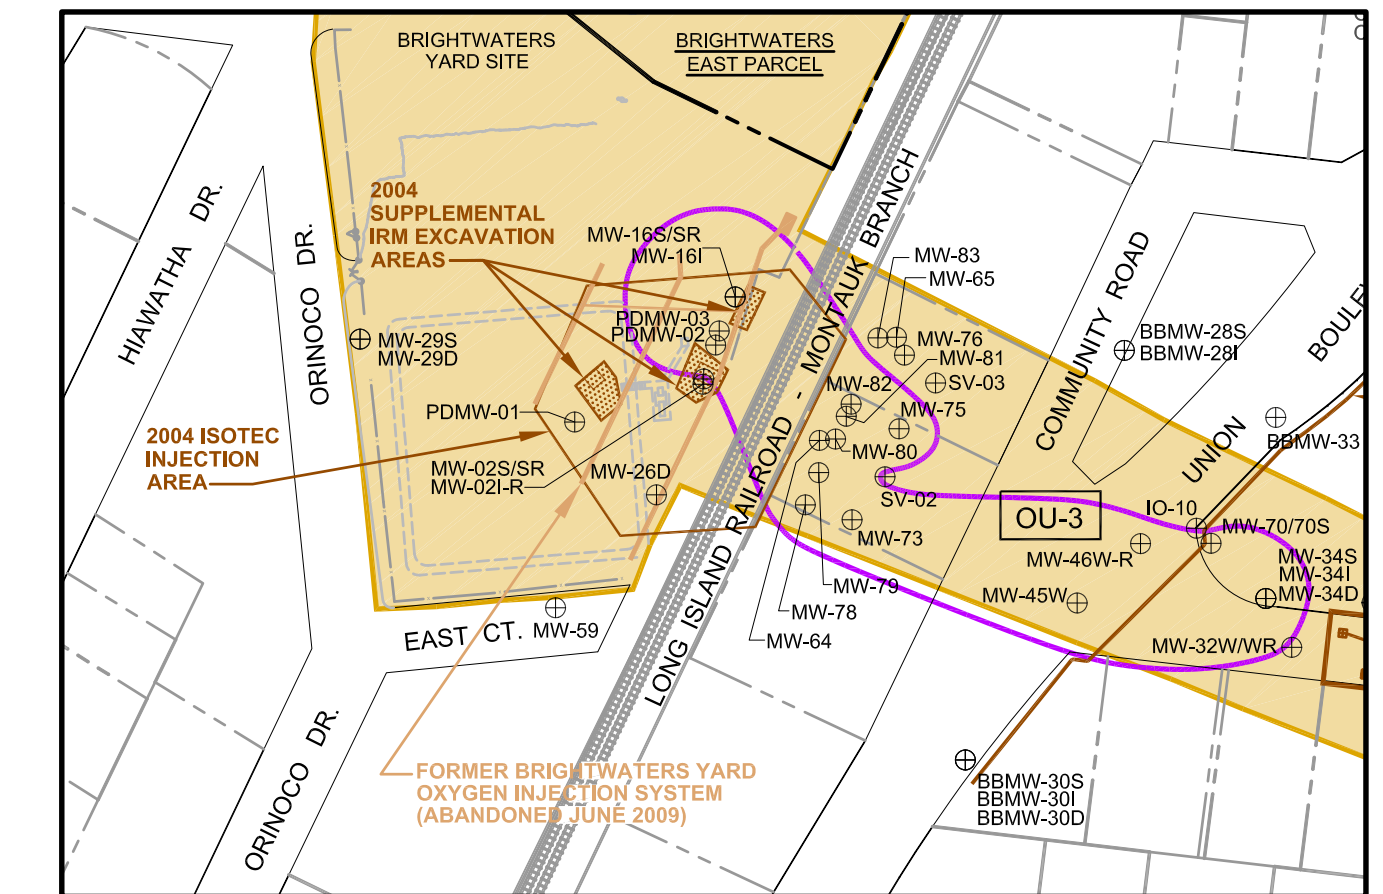 BRIGHTWATERS
YARD SITE
BRIGHTWATERS
EAST PARCEL
HIAWATHA DR.
ORINOCO DR.
2004
SUPPLEMENTAL
IRM EXCAVATION
AREAS
MW-16S/SR
MW-16I
PDMW-03
PDMW-02
MW-29S
MW-29D
PDMW-01
2004 ISOTEC
INJECTION
AREA
MW-02S/SR
MW-02I-R
MW-26D
LONG ISLAND RAILROAD - MONTAUK BRANCH
MW-83
MW-65
MW-76
MW-81
SV-03
MW-82
MW-75
MW-80
SV-02
MW-73
MW-79
MW-78
MW-64
COMMUNITY ROAD
BBMW-28S
BBMW-28I
UNION
BOULE
BBMW-33
OU-3
IO-10
MW-70/70S
MW-46W-R
MW-34S
MW-34I
MW-34D
MW-45W
MW-32W/WR
EAST CT.
MW-59
ORINOCO DR.
FORMER BRIGHTWATERS YARD
OXYGEN INJECTION SYSTEM
(ABANDONED JUNE 2009)
BBMW-30S
BBMW-30I
BBMW-30D